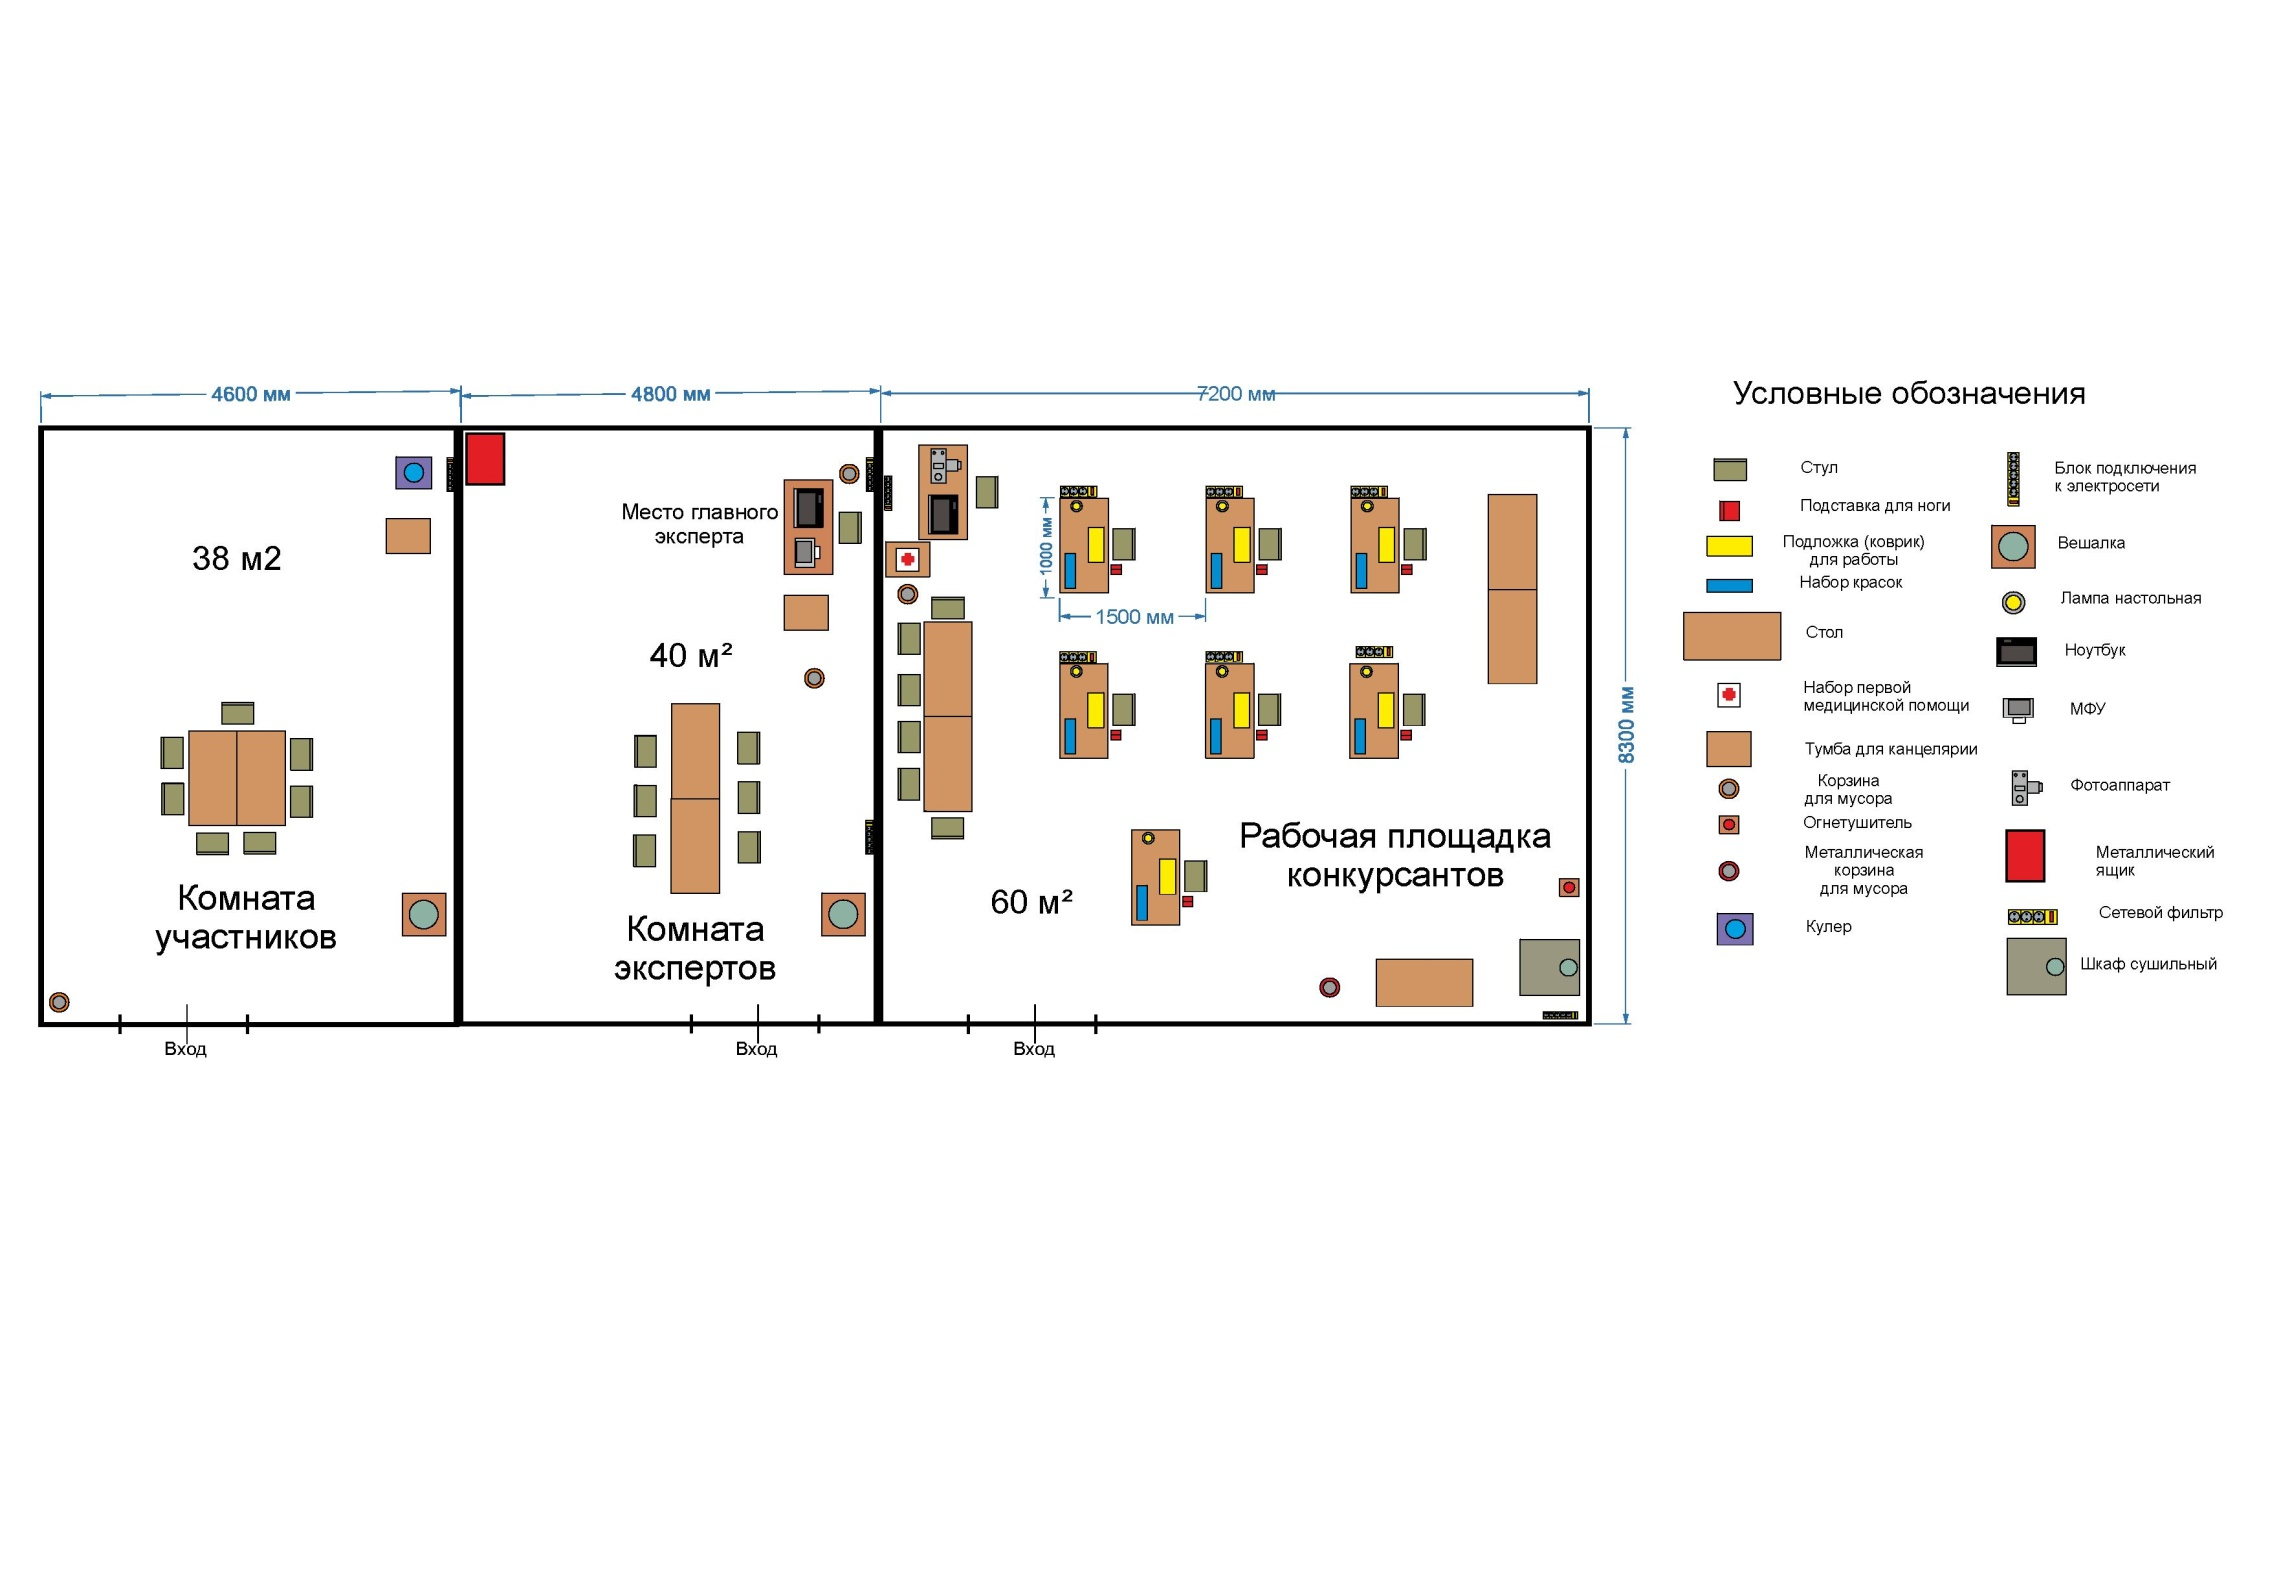 4600 мм
4800 мм
7200 мм
8300 мм
38 м2
Комната
участников
Вход
Место главного
эксперта
40 м²
Комната
экспертов
Вход
1000 мм
1500 мм
60 м²
Рабочая площадка
конкурсантов
Вход
Условные обозначения
Стул
Подставка для ноги
Подложка (коврик)
для работы
Набор красок
Стол
Набор первой
медицинской помощи
Тумба для канцелярии
Корзина
для мусора
Огнетушитель
Металлическая
корзина
для мусора
Кулер
Блок подключения
к электросети
Вешалка
Лампа настольная
Ноутбук
МФУ
Фотоаппарат
Металлический
ящик
Сетевой фильтр
Шкаф сушильный